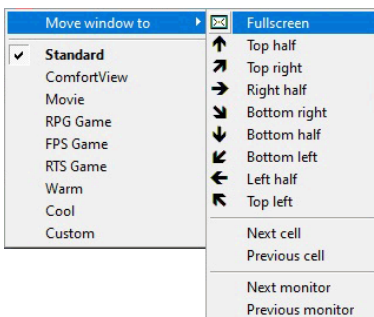 Move window to
Standard
ComfortView
Movie
RPG Game
FPS Game
RTS Game
Warm
Cool
Custom
Fullscreen
Top half
Top right
Right half
Bottom right
Bottom half
Bottom left
Left half
Top left
Next cell
Previous cell
Next monitor
Previous monitor